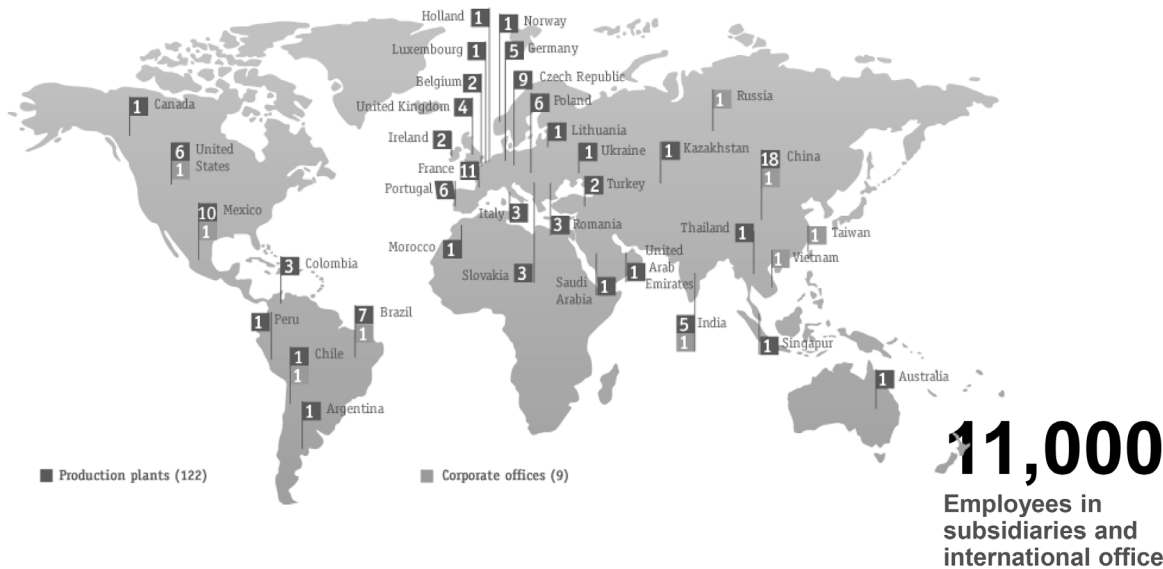 Holland 1
1 Norway
Luxembourg 1
5 Germany
Belgium 2
9 Czech Republic
United Kingdom 4
6 Poland
1 Russia
1 Canada
Ireland 2
1 Lithuania
6 United
1 States
1 Ukraine
1 Kazakhstan
18 China
1
France 11
Portugal 6
2 Turkey
10 Mexico
1
Italy 3
3 Romania
Thailand 1
1 Taiwan
Morocco 1
1 Vietnam
3 Colombia
Slovakia 3
Saudi
Arabia 1
1 United
Arab
Emirates
1 Peru
7 Brazil
1
5 India
1
1 Singapur
1 Chile
1
1 Australia
1 Argentina
Production plants (122)
Corporate offices (9)
11,000
Employees in
subsidiaries and
international office